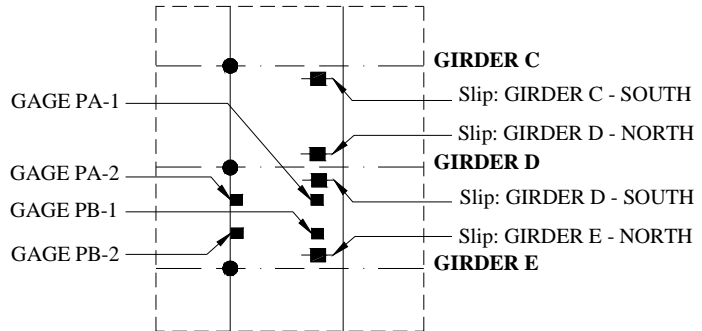 GIRDER C
Slip: GIRDER C - SOUTH
GAGE PA-1
Slip: GIRDER D - NORTH
GIRDER D
GAGE PA-2
Slip: GIRDER D - SOUTH
GAGE PB-1
Slip: GIRDER E - NORTH
GAGE PB-2
GIRDER E